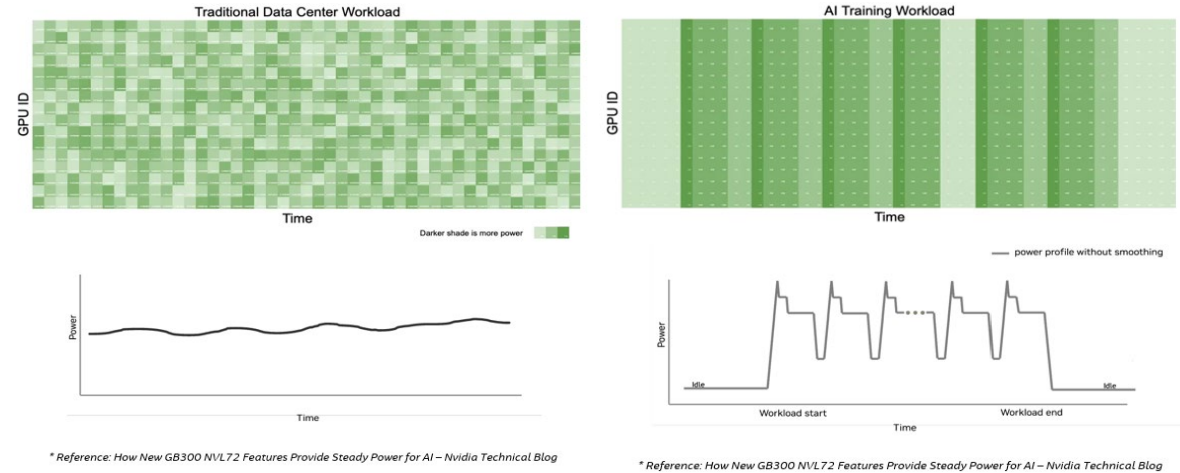 Traditional Data Center Workload
GPU ID
Time
Darker shade is more power
Power
Time
* Reference: How New GB300 NVL72 Features Provide Steady Power for AI – Nvidia Technical Blog
AI Training Workload
GPU ID
Time
power profile without smoothing
Power
Idle
Idle
Workload start
Workload end
Time
* Reference: How New GB300 NVL72 Features Provide Steady Power for AI – Nvidia Technical Blog